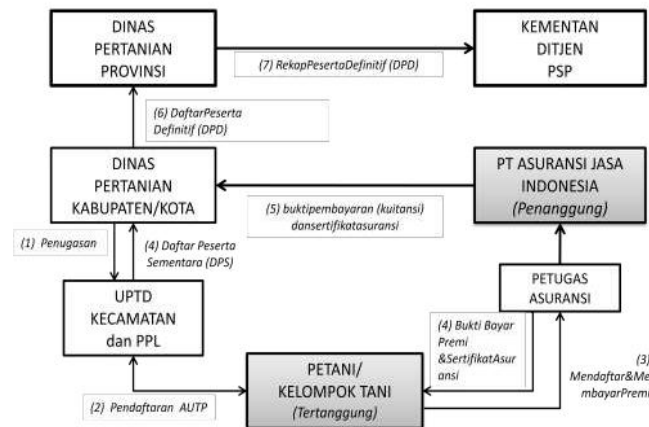 DINAS
PERTANIAN
PROVINSI
KEMENTAN
DITJEN
PSP
(7) RekapPesertaDefinitif (DPD)
(6) DaftarPeserta
Definitif (DPD)
DINAS
PERTANIAN
KABUPATEN/KOTA
PT ASURANSI JASA
INDONESIA
(Penanggung)
(5) buktipembayaran (kuitansi)
dansertifikatasuransi
(1) Penugasan
(4) Daftar Peserta
Sementara (DPS)
UPTD
KECAMATAN
dan PPL
PETUGAS
ASURANSI
(4) Bukti Bayar
Premi
&SertifikatAsur
ansi
(3)
Mendaftar&Me
mbayarPremi
PETANI/
KELOMPOK TANI
(Tertanggung)
(2) Pendaftaran AUTP